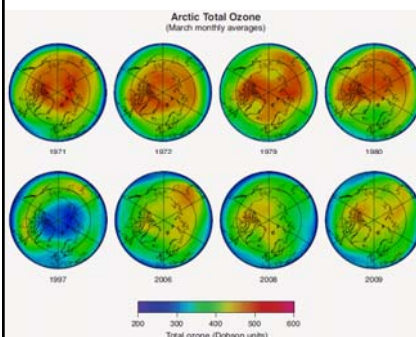 Arctic Total Ozone
(March monthly averages)
1971 1972 1979 1980
1997 2006 2008 2009
200 300 400 500 600
Total ozone (Dobson units)